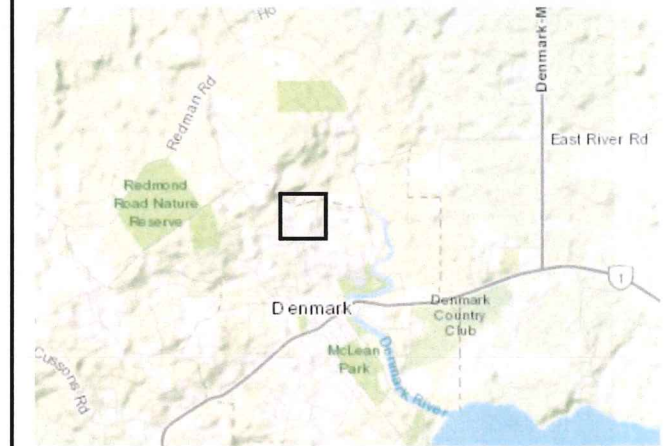 Ho
Denmark-M
Redman Rd
East River Rd
Redmond
Road Nature
Reserve
1
Denmark
Denmark
Country
Club
McLean
Park
Cussons Rd
Denmark River